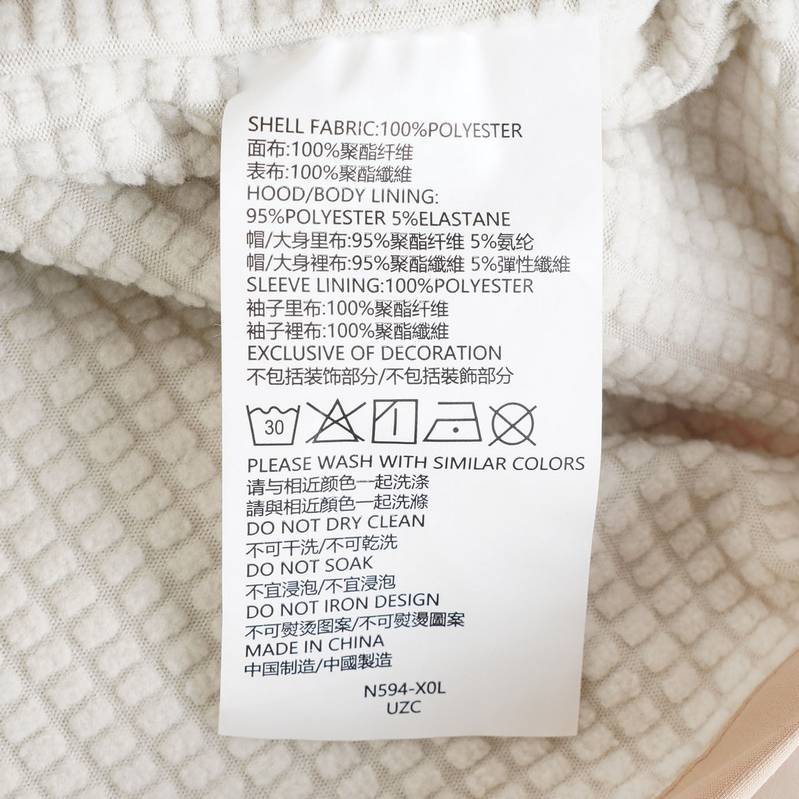 SHELL FABRIC:100%POLYESTER
面布:100%聚酯纤维
表布:100%聚酯纖維
HOOD/BODY LINING:
95%POLYESTER 5%ELASTANE
帽/大身里布:95%聚酯纤维 5%氨纶
帽/大身裡布:95%聚酯纖維 5%彈性纖維
SLEEVE LINING:100%POLYESTER
袖子里布:100%聚酯纤维
袖子裡布:100%聚酯纖維
EXCLUSIVE OF DECORATION
不包括装饰部分/不包括裝飾部分
30
PLEASE WASH WITH SIMILAR COLORS
请与相近颜色一起洗涤
請與相近顏色一起洗滌
DO NOT DRY CLEAN
不可干洗/不可乾洗
DO NOT SOAK
不宜浸泡/不宜浸泡
DO NOT IRON DESIGN
不可熨烫图案/不可熨燙圖案
MADE IN CHINA
中国制造/中國製造
N594-X0L
UZC